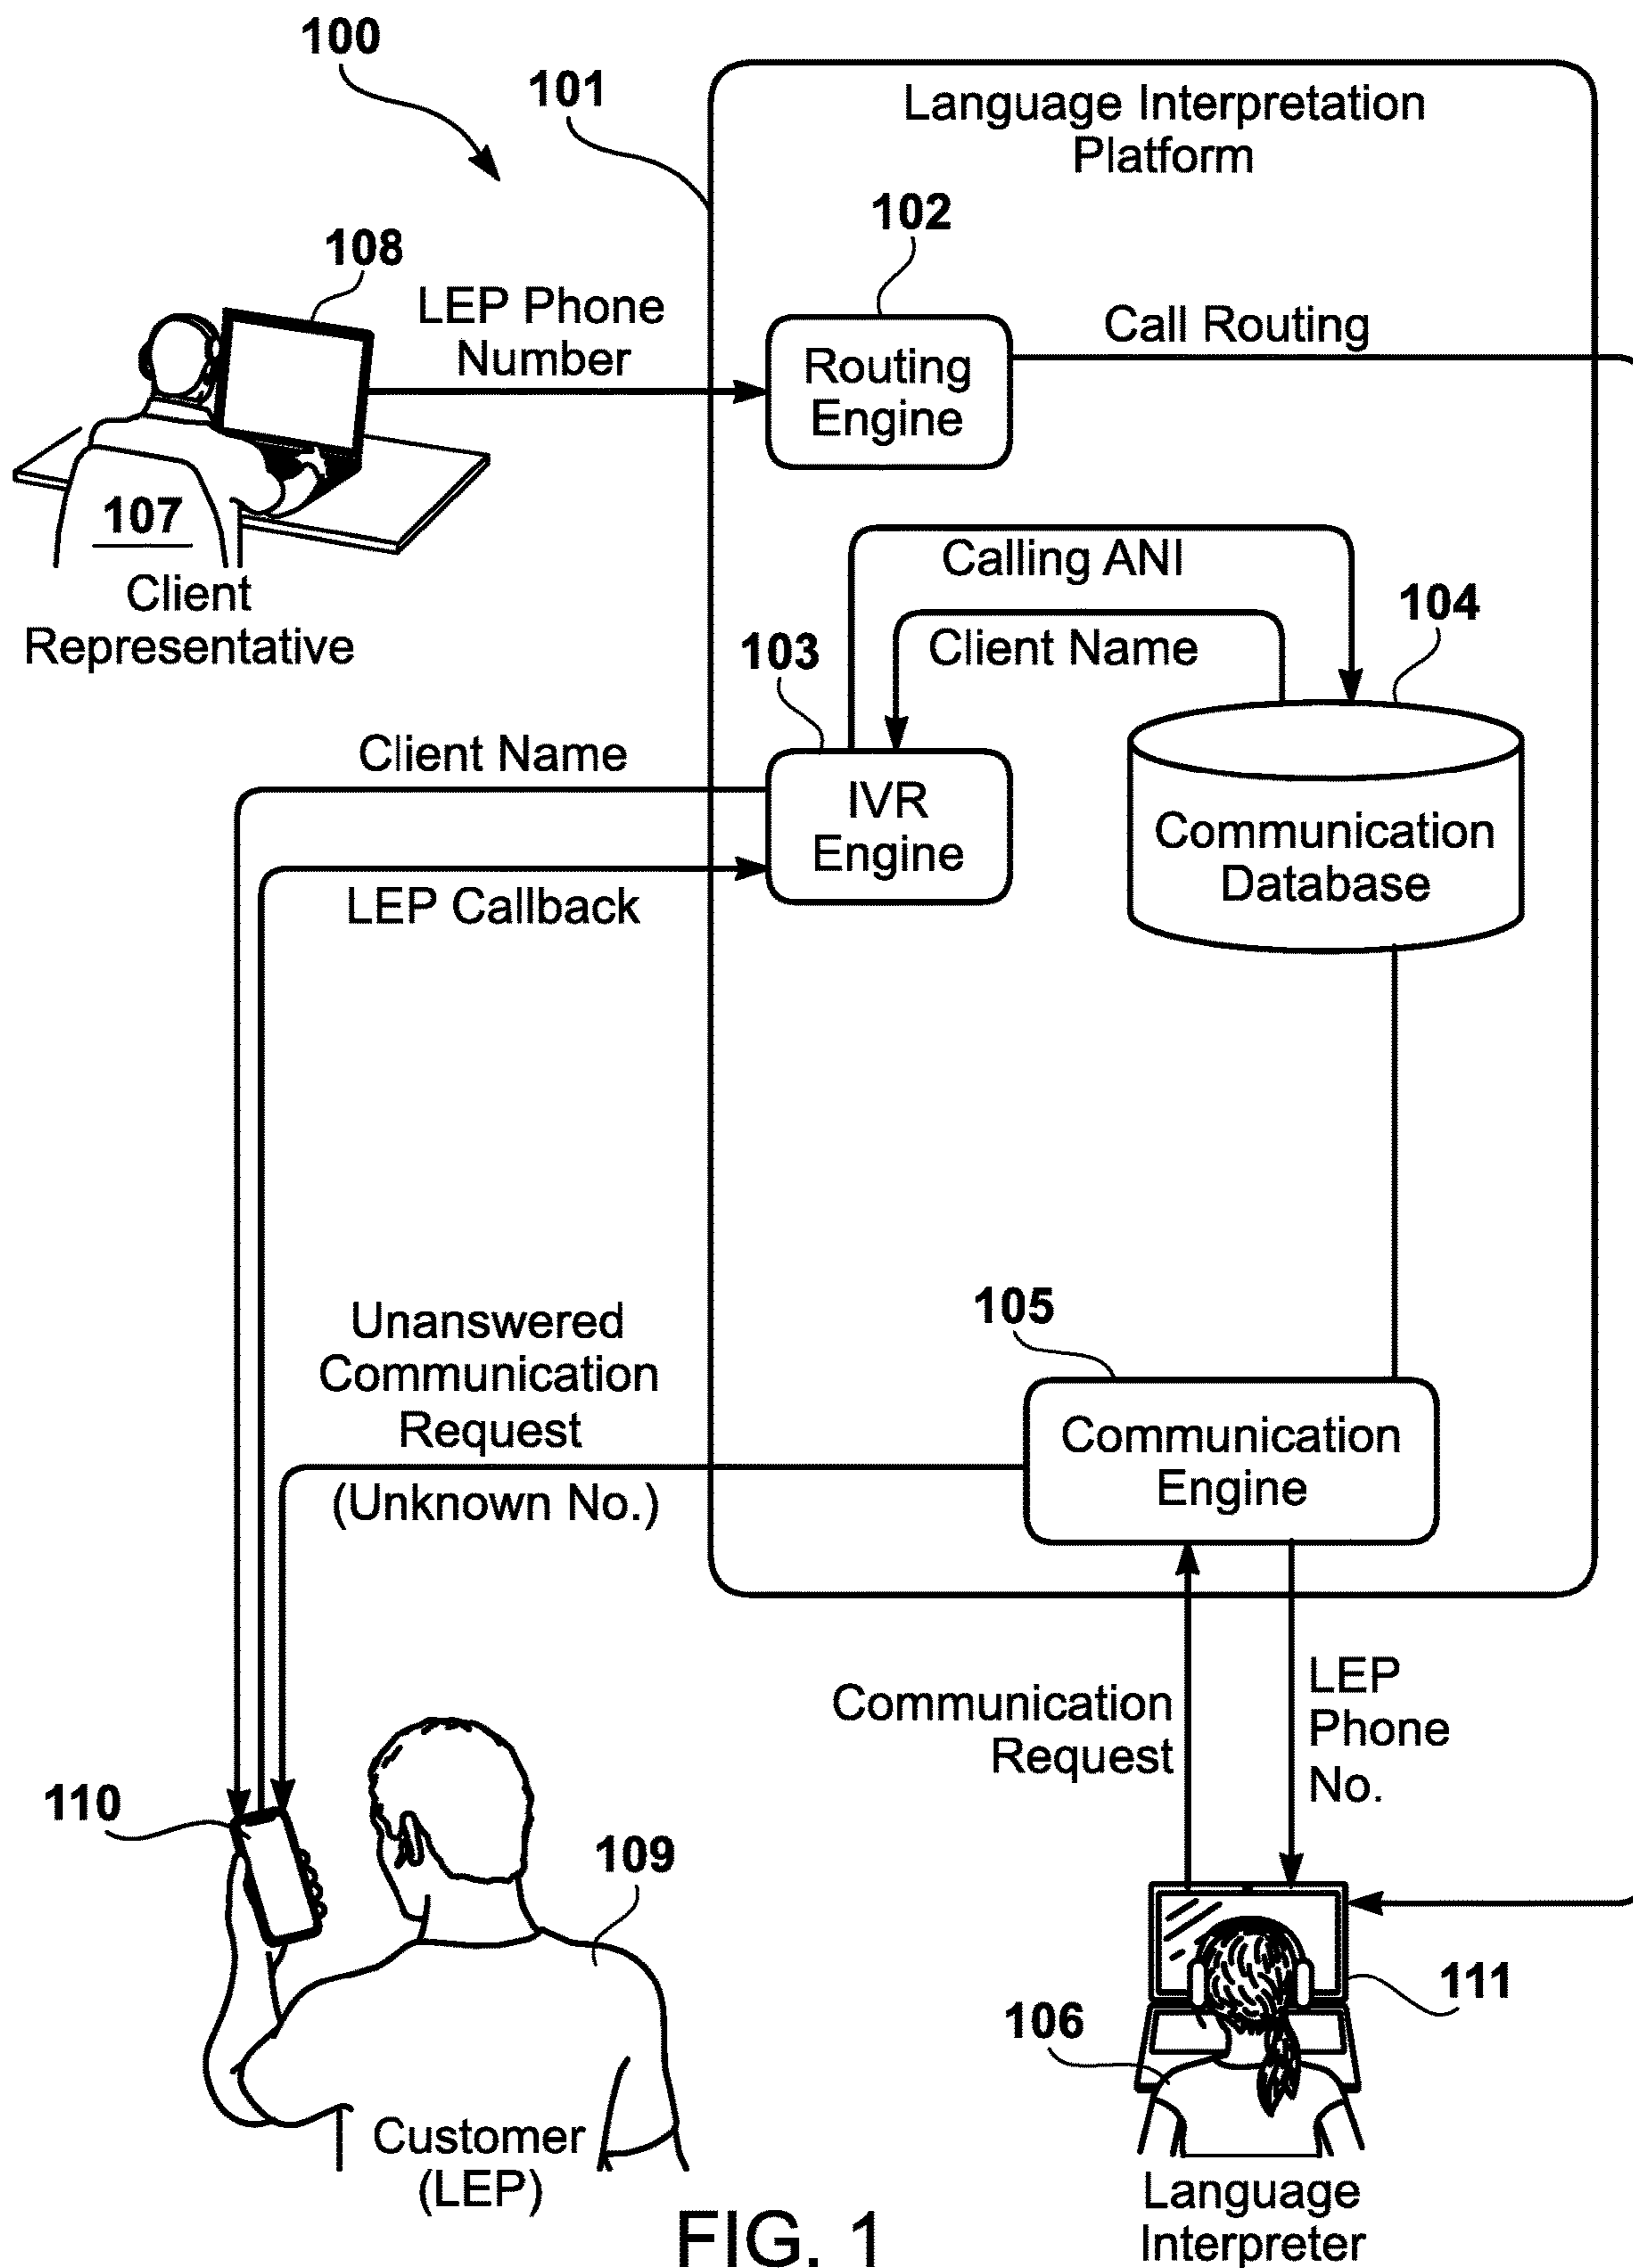 100
101
Language Interpretation
Platform
102
108
LEP Phone
Number
Call Routing
Routing
Engine
107
Client
Representative
Calling ANI
104
Client Name
103
Client Name
IVR
Engine
Communication
Database
LEP Callback
105
Unanswered
Communication
Request
(Unknown No.)
Communication
Engine
Communication
Request
LEP
Phone
No.
110
109
111
106
Customer
(LEP)
Language
Interpreter
FIG. 1